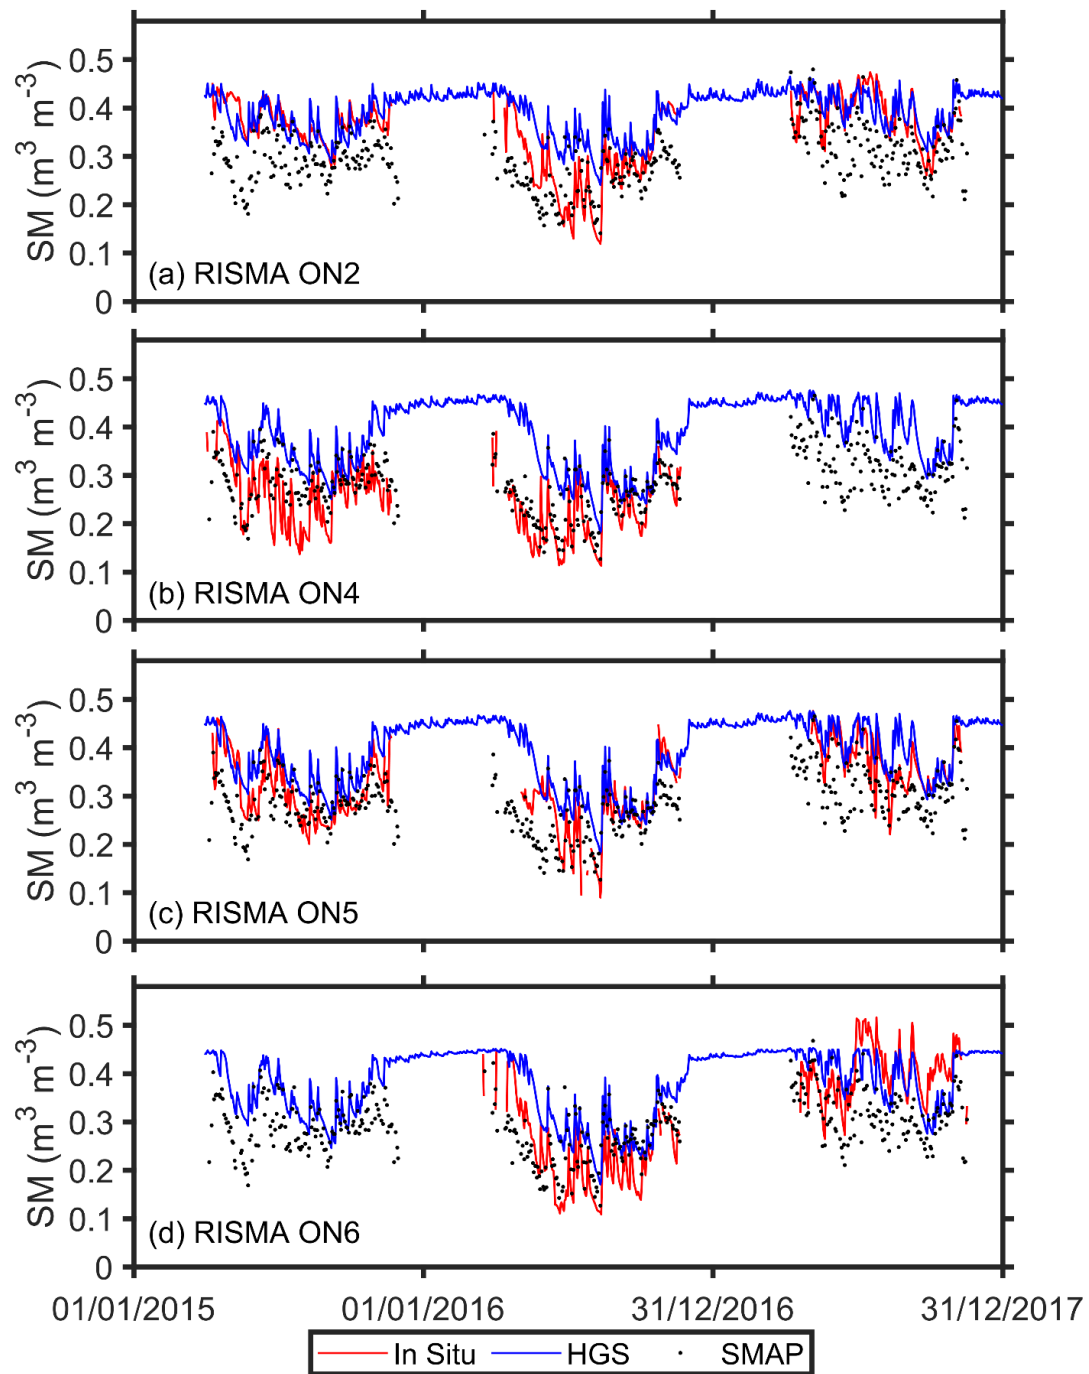 0.5
0.4
0.3
0.2
0.1
0
SM (m³ m⁻³)
(a) RISMA ON2
0.5
0.4
0.3
0.2
0.1
0
SM (m³ m⁻³)
(b) RISMA ON4
0.5
0.4
0.3
0.2
0.1
0
SM (m³ m⁻³)
(c) RISMA ON5
0.5
0.4
0.3
0.2
0.1
0
SM (m³ m⁻³)
(d) RISMA ON6
01/01/2015 01/01/2016 31/12/2016 31/12/2017
In Situ HGS SMAP